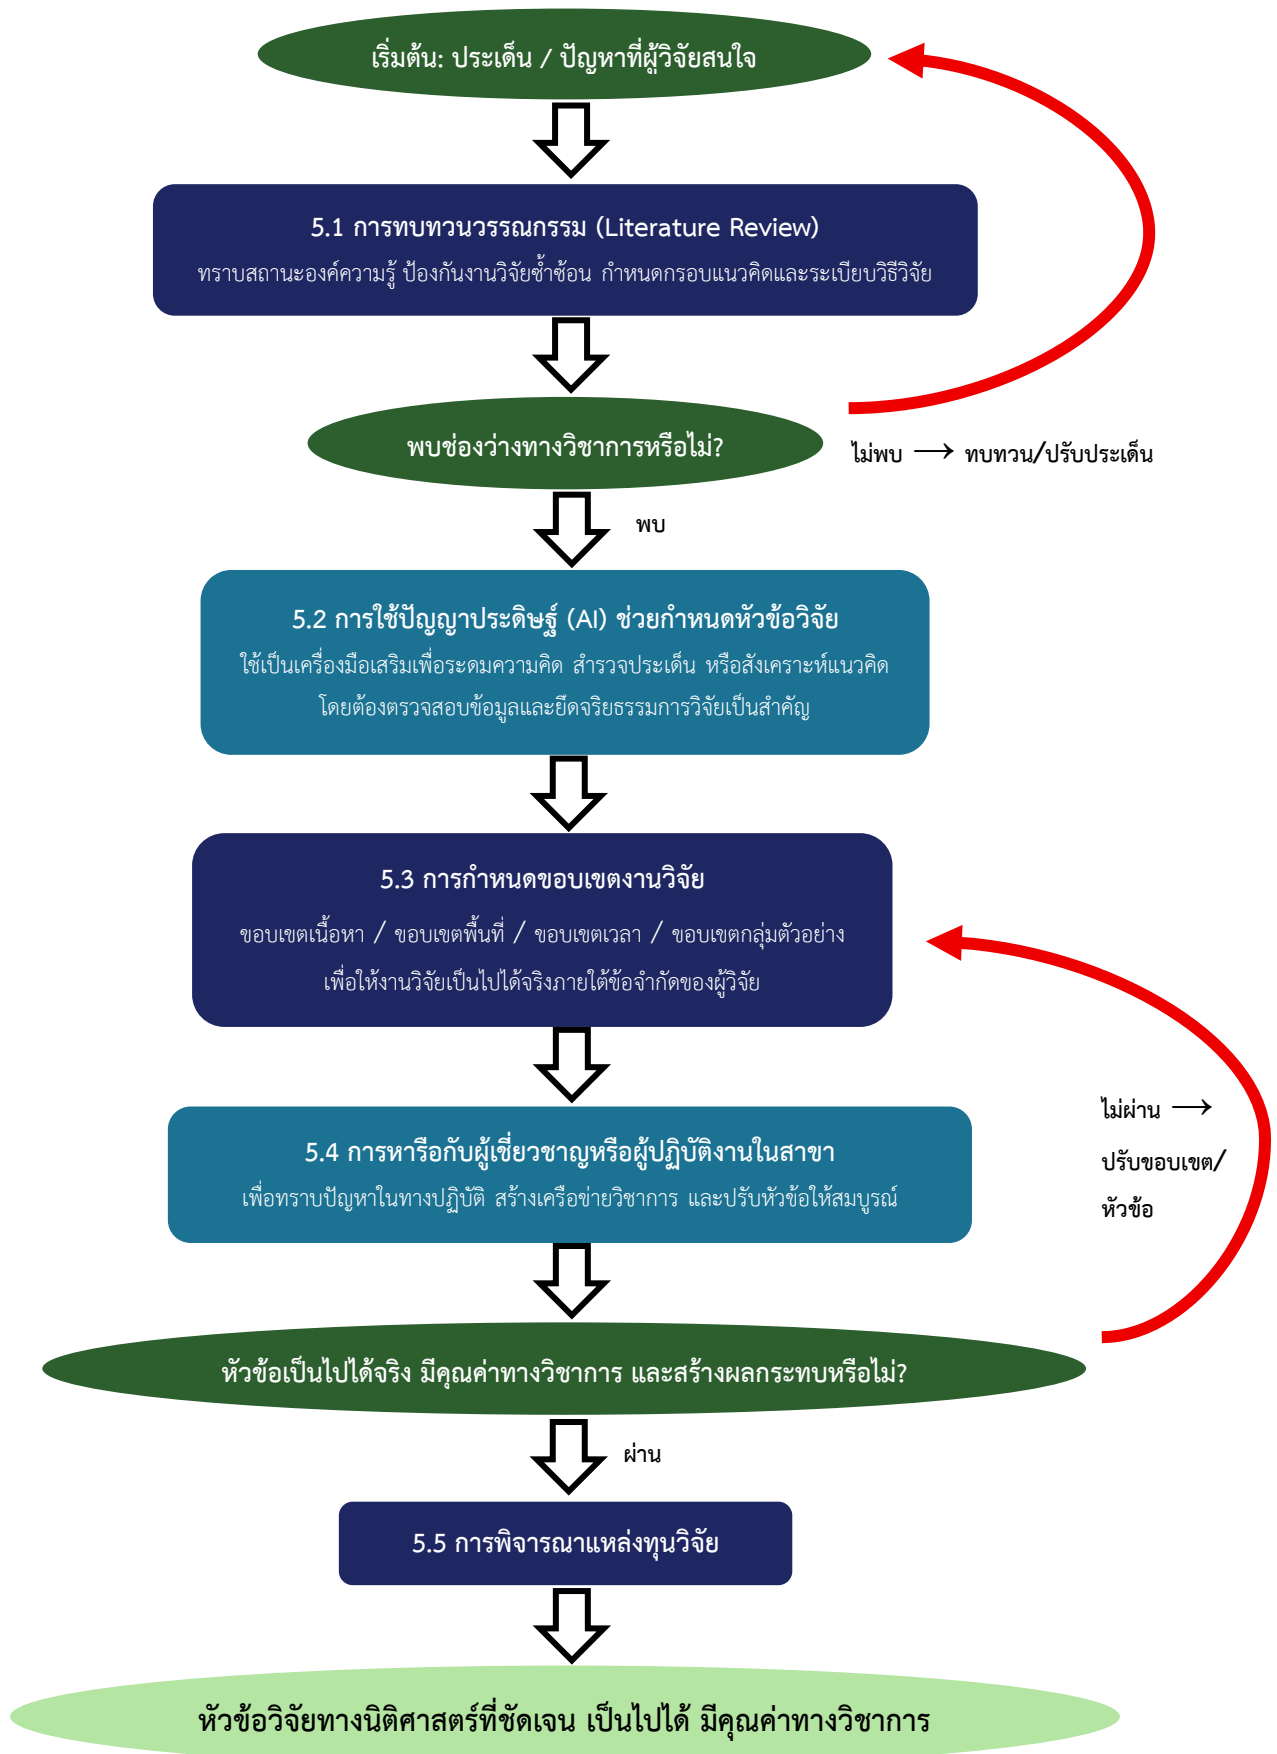 เริ่มต้น: ประเด็น / ปัญหาที่ผู้วิจัยสนใจ
5.1 การทบทวนวรรณกรรม (Literature Review)
ทราบสถานะองค์ความรู้ ป้องกันงานวิจัยซ้ำซ้อน กำหนดกรอบแนวคิดและระเบียบวิธีวิจัย
พบช่องว่างทางวิชาการหรือไม่?
ไม่พบ → ทบทวน/ปรับประเด็น
พบ
5.2 การใช้ปัญญาประดิษฐ์ (AI) ช่วยกำหนดหัวข้อวิจัย
ใช้เป็นเครื่องมือเสริมเพื่อระดมความคิด สำรวจประเด็น หรือสังเคราะห์แนวคิด
โดยต้องตรวจสอบข้อมูลและยึดจริยธรรมการวิจัยเป็นสำคัญ
5.3 การกำหนดขอบเขตงานวิจัย
ขอบเขตเนื้อหา / ขอบเขตพื้นที่ / ขอบเขตเวลา / ขอบเขตกลุ่มตัวอย่าง
เพื่อให้งานวิจัยเป็นไปได้จริงภายใต้ข้อจำกัดของผู้วิจัย
5.4 การหารือกับผู้เชี่ยวชาญหรือผู้ปฏิบัติงานในสาขา
เพื่อทราบปัญหาในทางปฏิบัติ สร้างเครือข่ายวิชาการ และปรับหัวข้อให้สมบูรณ์
ไม่ผ่าน →
ปรับขอบเขต/
หัวข้อ
หัวข้อเป็นไปได้จริง มีคุณค่าทางวิชาการ และสร้างผลกระทบหรือไม่?
ผ่าน
5.5 การพิจารณาแหล่งทุนวิจัย
หัวข้อวิจัยทางนิติศาสตร์ที่ชัดเจน เป็นไปได้ มีคุณค่าทางวิชาการ